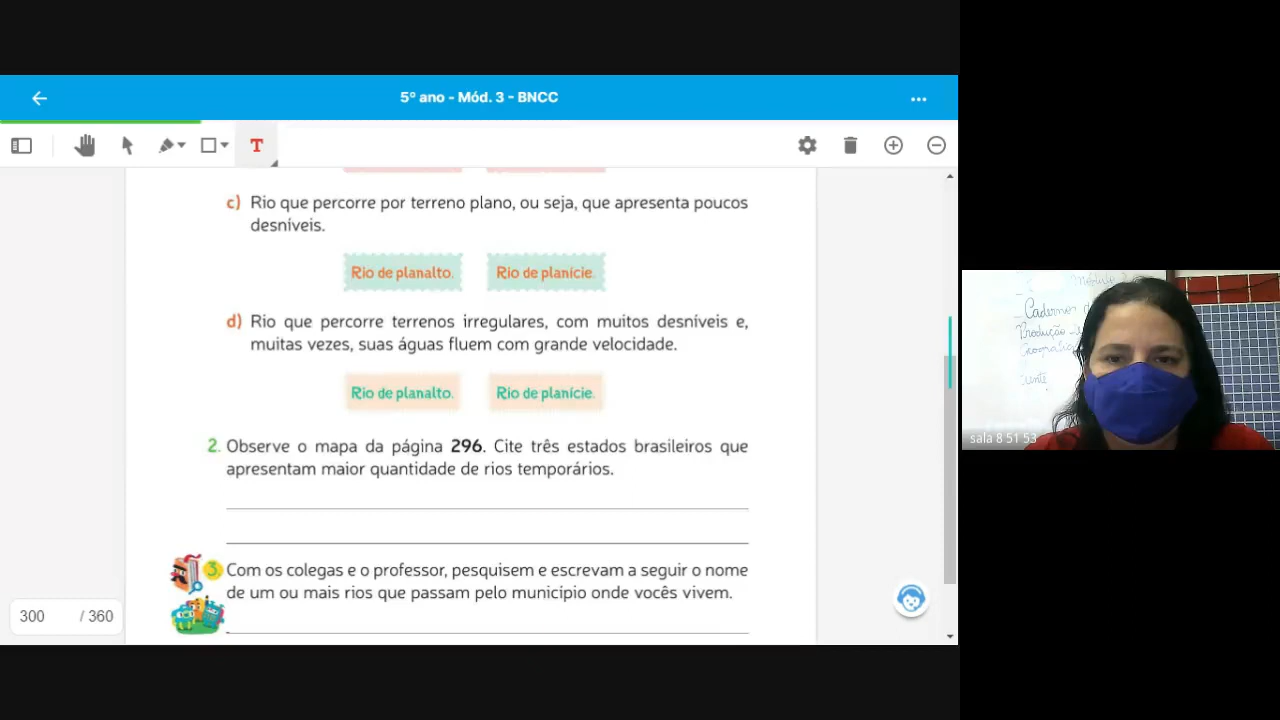 5º ano - Mód. 3 - BNCC
T
c) Rio que percorre por terreno plano, ou seja, que apresenta poucos
desníveis.
Rio de planalto. Rio de planície.
d) Rio que percorre terrenos irregulares, com muitos desníveis e,
muitas vezes, suas águas fluem com grande velocidade.
Rio de planalto. Rio de planície.
2. Observe o mapa da página 296. Cite três estados brasileiros que
apresentam maior quantidade de rios temporários.
3. Com os colegas e o professor, pesquisem e escrevam a seguir o nome
de um ou mais rios que passam pelo município onde vocês vivem.
300 / 360
Caderno
Produção
sala 8 51 53